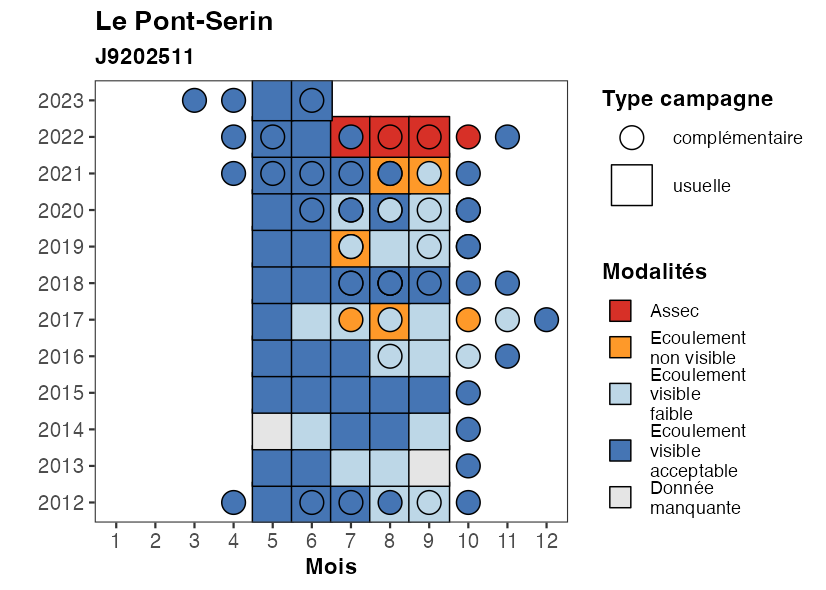 Le Pont-Serin
J9202511
2023
2022
2021
2020
2019
2018
2017
2016
2015
2014
2013
2012
1 2 3 4 5 6 7 8 9 10 11 12
Mois
Type campagne
complémentaire
usuelle
Modalités
Assec
Ecoulement
non visible
Ecoulement
visible
faible
Ecoulement
visible
acceptable
Donnée
manquante